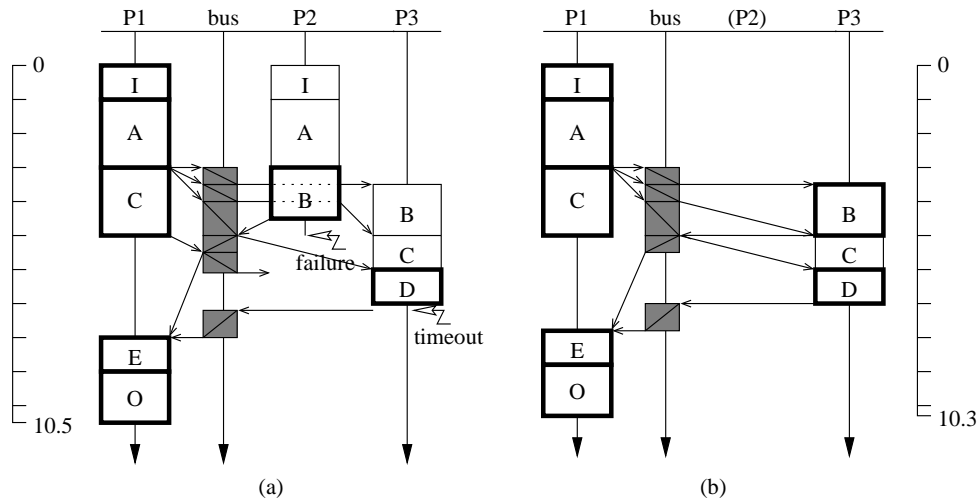 P1 bus P2 P3
0
I
A
C
I
A
B
B
C
D
failure
timeout
E
O
10.5
(a)
P1 bus (P2) P3
0
I
A
C
B
C
D
E
O
10.3
(b)